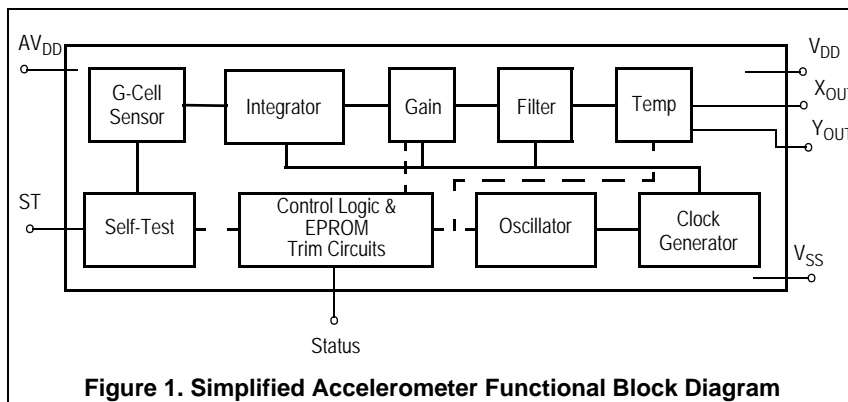 AVDD
VDD
G-Cell
Sensor
Integrator
Gain
Filter
Temp
XOUT
YOUT
ST
Self-Test
Control Logic &
EPROM
Trim Circuits
Oscillator
Clock
Generator
VSS
Status
Figure 1. Simplified Accelerometer Functional Block Diagram